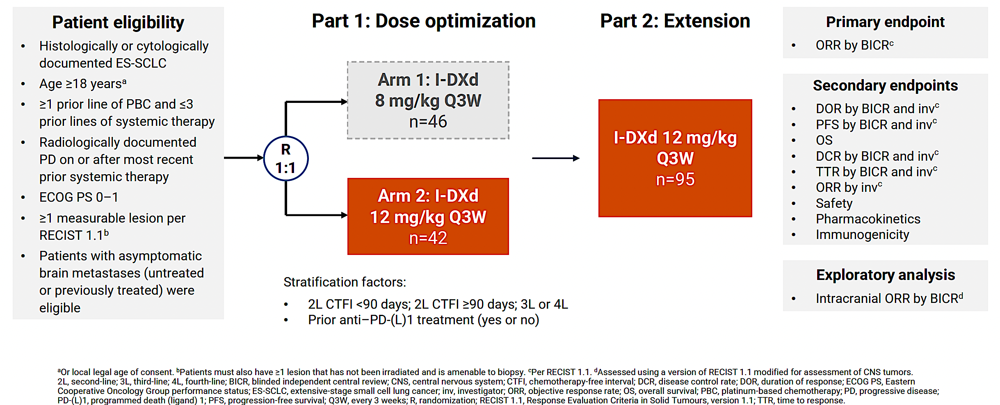 Patient eligibility
• Histologically or cytologically
documented ES-SCLC
• Age ≥18 yearsᵃ
• ≥1 prior line of PBC and ≤3
prior lines of systemic therapy
• Radiologically documented
PD on or after most recent
prior systemic therapy
• ECOG PS 0–1
• ≥1 measurable lesion per
RECIST 1.1ᵇ
• Patients with asymptomatic
brain metastases (untreated
or previously treated) were
eligible
Part 1: Dose optimization
R
1:1
Arm 1: I-DXd
8 mg/kg Q3W
n=46
Arm 2: I-DXd
12 mg/kg Q3W
n=42
Stratification factors:
• 2L CTFI <90 days; 2L CTFI ≥90 days; 3L or 4L
• Prior anti–PD-(L)1 treatment (yes or no)
Part 2: Extension
I-DXd 12 mg/kg
Q3W
n=95
Primary endpoint
• ORR by BICRᶜ
Secondary endpoints
• DOR by BICR and invᶜ
• PFS by BICR and invᶜ
• OS
• DCR by BICR and invᶜ
• TTR by BICR and invᶜ
• ORR by invᶜ
• Safety
• Pharmacokinetics
• Immunogenicity
Exploratory analysis
• Intracranial ORR by BICRᵈ
ᵃOr local legal age of consent. ᵇPatients must also have ≥1 lesion that has not been irradiated and is amenable to biopsy. ᶜPer RECIST 1.1. ᵈAssessed using a version of RECIST 1.1 modified for assessment of CNS tumors.
2L, second-line; 3L, third-line; 4L, fourth-line; BICR, blinded independent central review; CNS, central nervous system; CTFI, chemotherapy-free interval; DCR, disease control rate; DOR, duration of response; ECOG PS, Eastern
Cooperative Oncology Group performance status; ES-SCLC, extensive-stage small cell lung cancer; inv, investigator; ORR, objective response rate; OS, overall survival; PBC, platinum-based chemotherapy; PD, progressive disease;
PD-(L)1, programmed death (ligand) 1; PFS, progression-free survival; Q3W, every 3 weeks; R, randomization; RECIST 1.1, Response Evaluation Criteria in Solid Tumours, version 1.1; TTR, time to response.